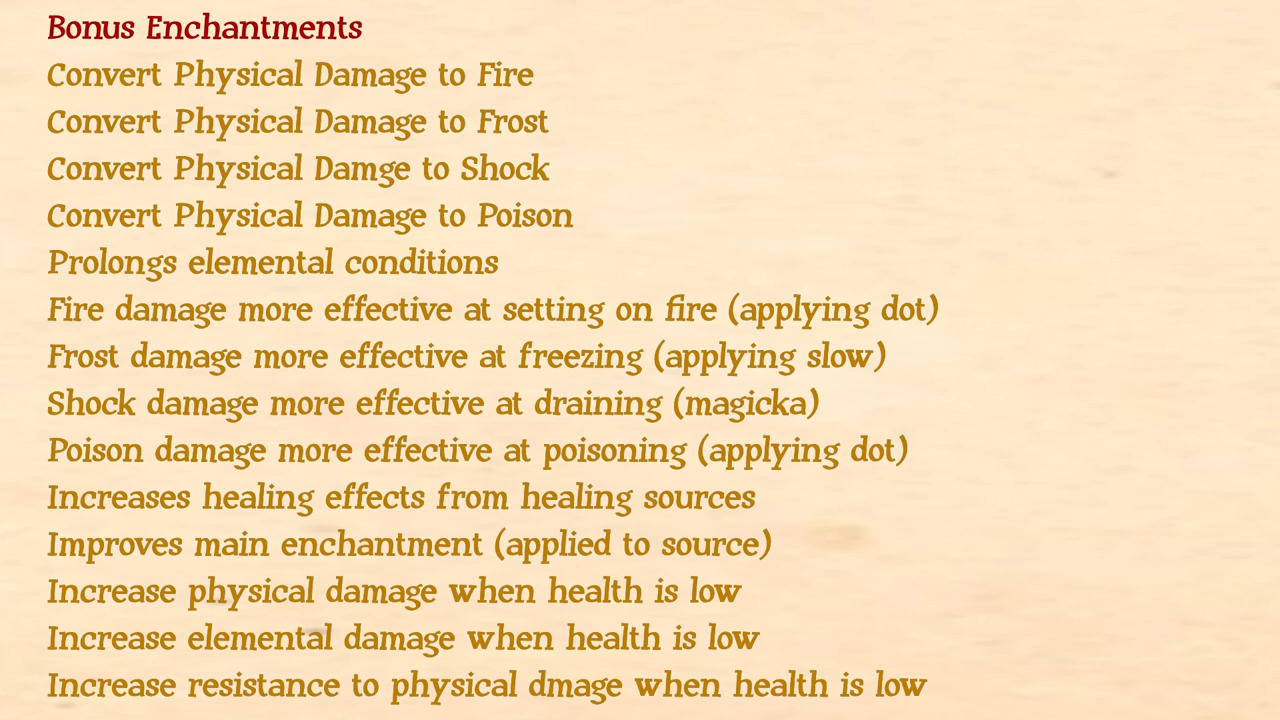 Bonus Enchantments
Convert Physical Damage to Fire
Convert Physical Damage to Frost
Convert Physical Damge to Shock
Convert Physical Damage to Poison
Prolongs elemental conditions
Fire damage more effective at setting on fire (applying dot)
Frost damage more effective at freezing (applying slow)
Shock damage more effective at draining (magicka)
Poison damage more effective at poisoning (applying dot)
Increases healing effects from healing sources
Improves main enchantment (applied to source)
Increase physical damage when health is low
Increase elemental damage when health is low
Increase resistance to physical dmage when health is low